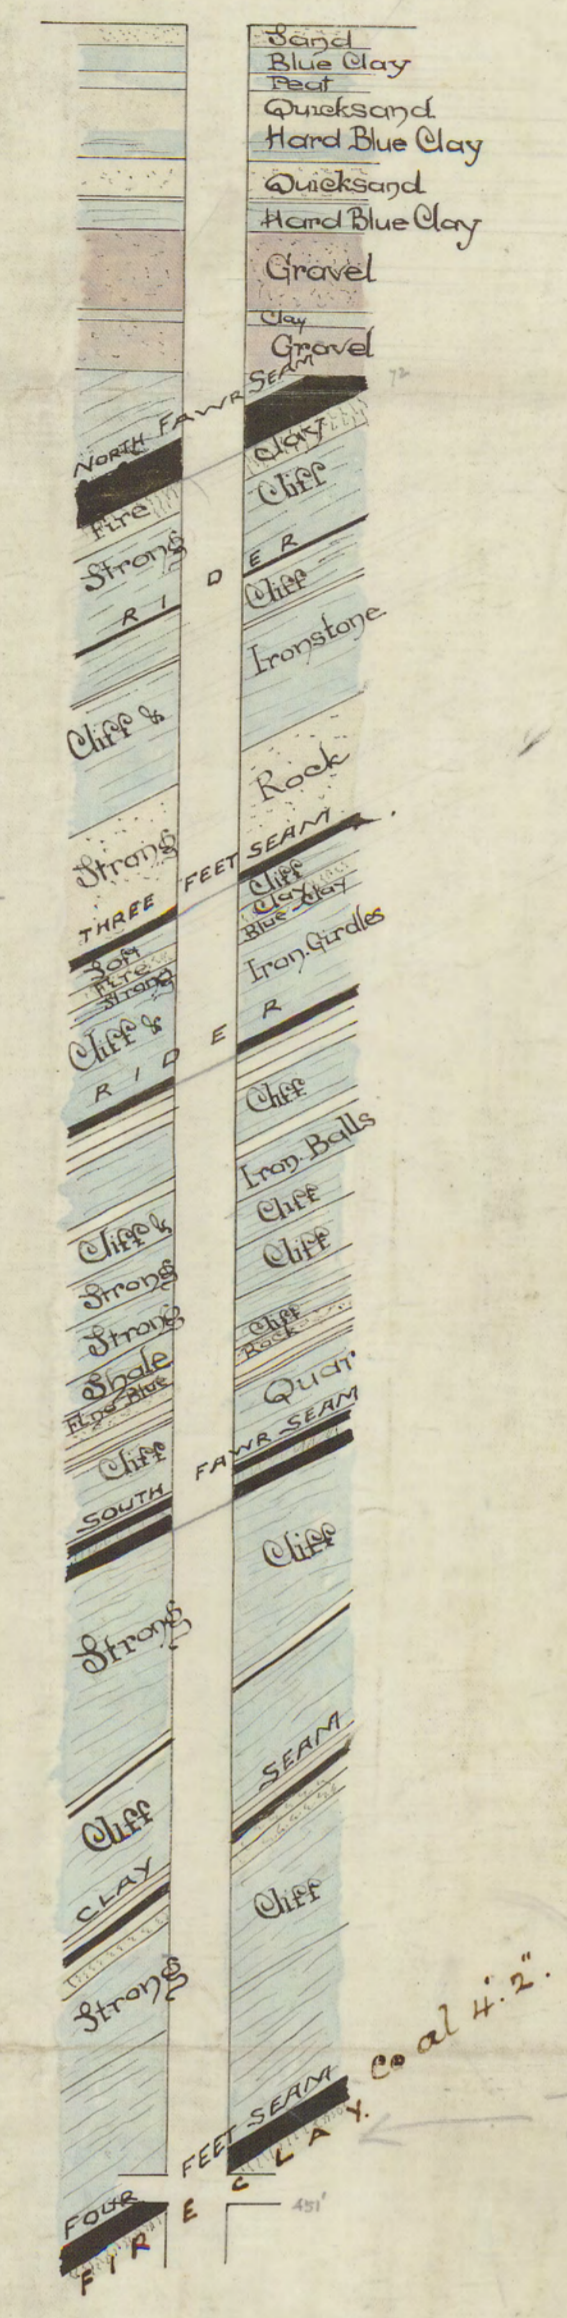 Sand
Blue Clay
Peat
Quicksand
Hard Blue Clay
Quicksand
Hard Blue Clay
Gravel
Clay
Gravel
72
NORTH FAWR SEAM
Fire Clay
Strong Cliff
RIDER
Cliff
Cliff & Ironstone
Strong Rock
THREE FEET SEAM
Soft Cliff
Fire Clay
Strong Blue Clay
Cliff & Iron Girdles
RIDER
Cliff
Cliff & Iron Balls
Strong Cliff
Strong Cliff
Shale Cliff
Fine Blue Rock
Cliff Quar
SOUTH FAWR SEAM
Strong Cliff
Cliff
CLAY SEAM
Strong Cliff
Coal 4'. 2".
FOUR FEET SEAM
FIRE CLAY.
451'